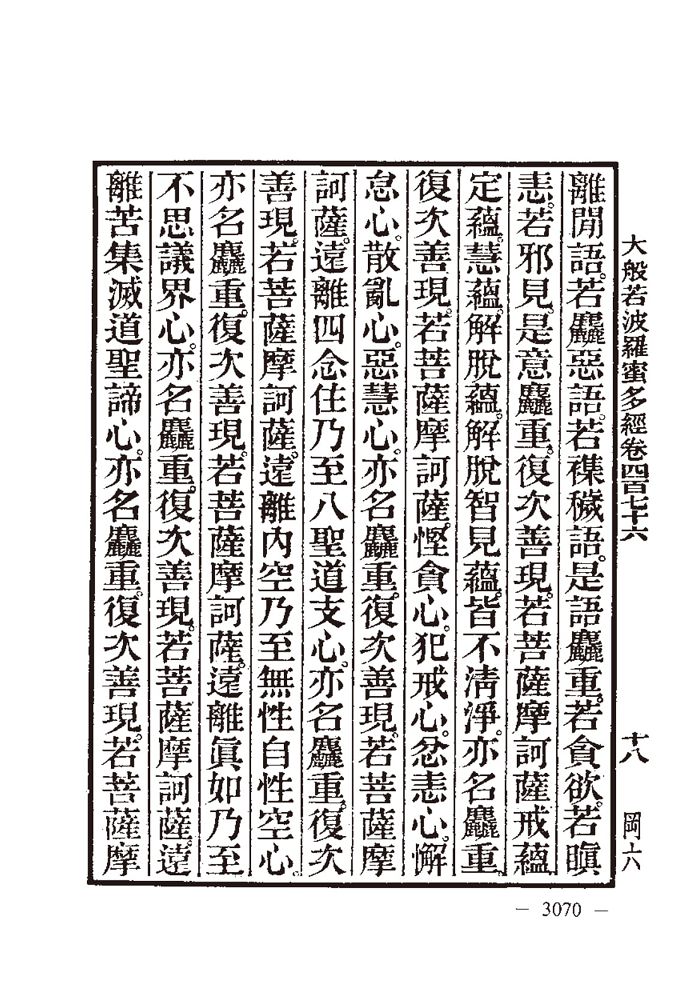 大般若波羅蜜多經卷四百七十六 十八 岡六
離閒語。若麤惡語。若襍穢語。是語麤重。若貪欲。若瞋
恚。若邪見。是意麤重。復次善現。若菩薩摩訶薩戒蘊。
定蘊。慧蘊。解脫蘊。解脫智見蘊。皆不清淨。亦名麤重。
復次善現。若菩薩摩訶薩。慳貪心。犯戒心。忿恚心。懈
怠心。散亂心。惡慧心。亦名麤重。復次善現。若菩薩摩
訶薩。遠離四念住乃至八聖道支心。亦名麤重。復次
善現。若菩薩摩訶薩。遠離內空乃至無性自性空心。
亦名麤重。復次善現。若菩薩摩訶薩。遠離眞如乃至
不思議界心。亦名麤重。復次善現。若菩薩摩訶薩。遠
離苦集滅道聖諦心。亦名麤重。復次善現。若菩薩摩
— 3070 —